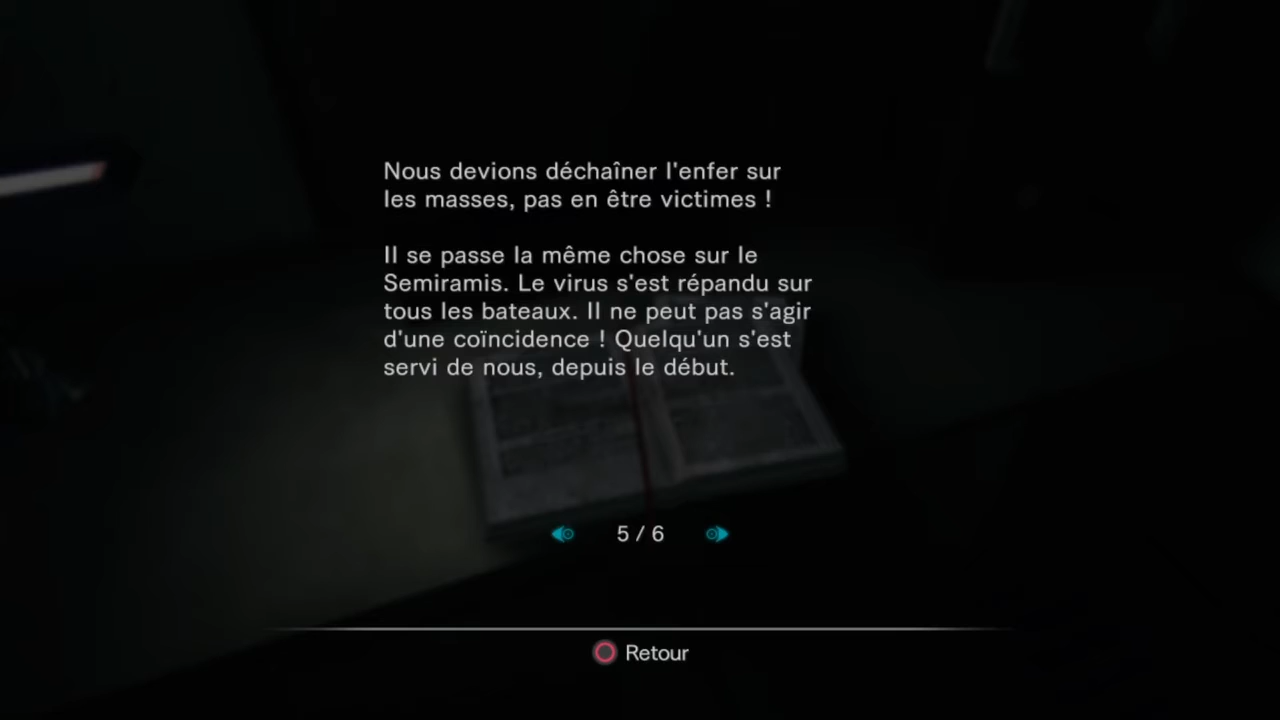 Nous devions déchaîner l'enfer sur
les masses, pas en être victimes !
Il se passe la même chose sur le
Semiramis. Le virus s'est répandu sur
tous les bateaux. Il ne peut pas s'agir
d'une coïncidence ! Quelqu'un s'est
servi de nous, depuis le début.
5 / 6
Retour